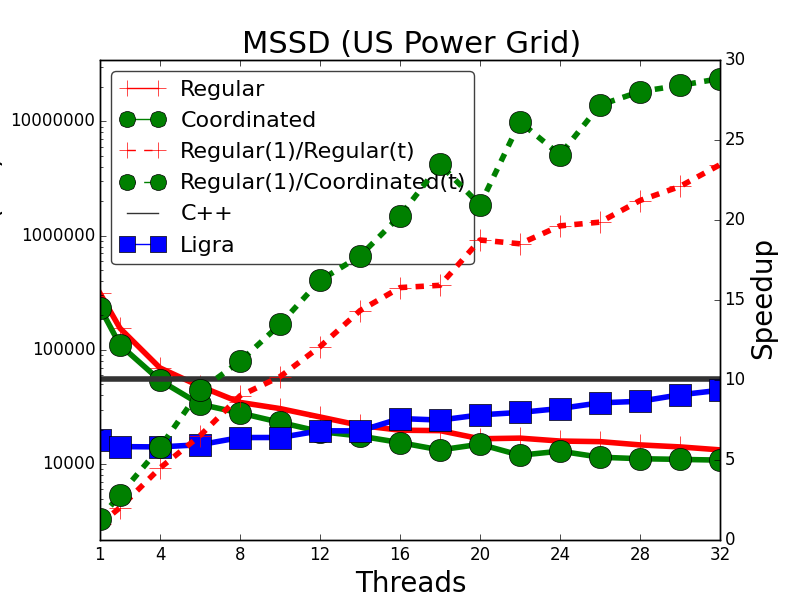 MSSD (US Power Grid)
Regular
Coordinated
Regular(1)/Regular(t)
Regular(1)/Coordinated(t)
C++
Ligra
10000000
1000000
100000
10000
30
25
20
15
10
5
0
Speedup
1 4 8 12 16 20 24 28 32
Threads